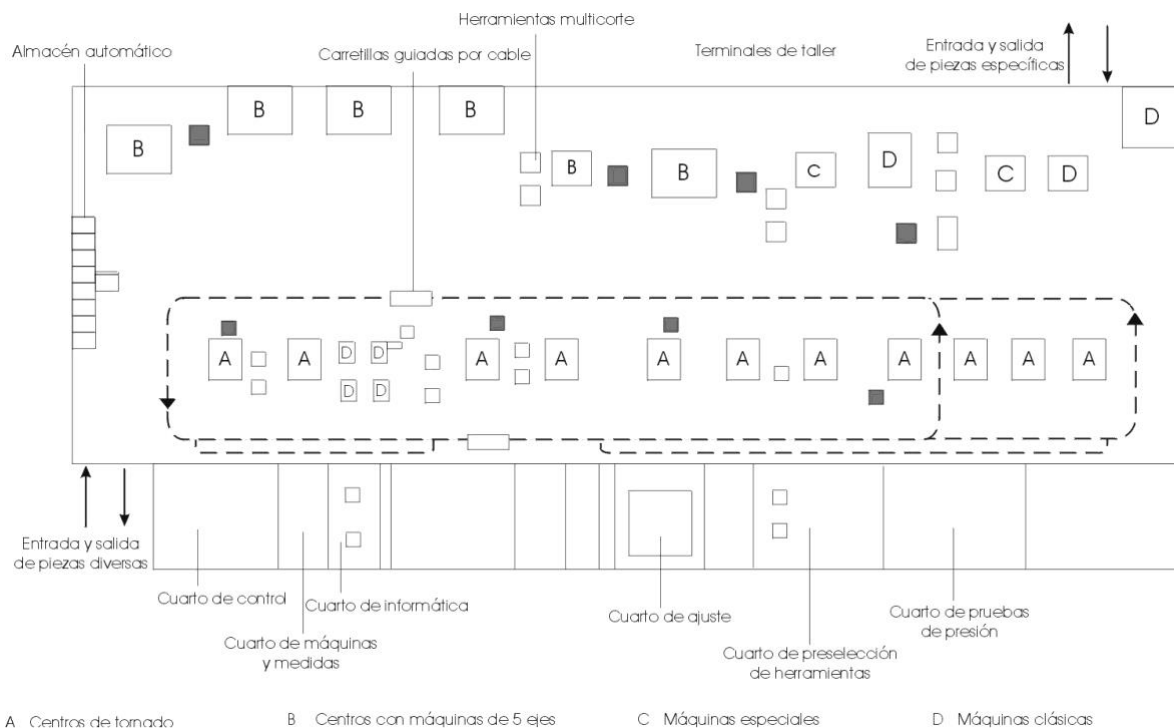 Herramientas multicorte
Almacén automático
Carretillas guiadas por cable
Terminales de taller
Entrada y salida
de piezas específicas
B
B
B
D
B
B
B
C
D
C
D
A
A
D
D
A
A
A
A
A
A
A
A
A
D
D
Entrada y salida
de piezas diversas
Cuarto de control
Cuarto de informática
Cuarto de máquinas
y medidas
Cuarto de ajuste
Cuarto de preselección
de herramientas
Cuarto de pruebas
de presión
A Centros de tornado
B Centros con máquinas de 5 ejes
C Máquinas especiales
D Máquinas clásicas